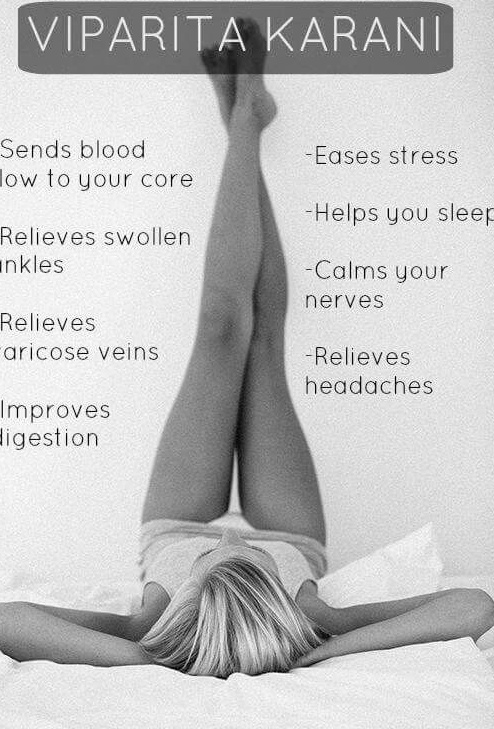 VIPARITA KARANI
Sends blood
low to your core
Relieves swollen
nkles
Relieves
aricose veins
Improves
digestion
-Eases stress
-Helps you sleep
-Calms your
nerves
-Relieves
headaches